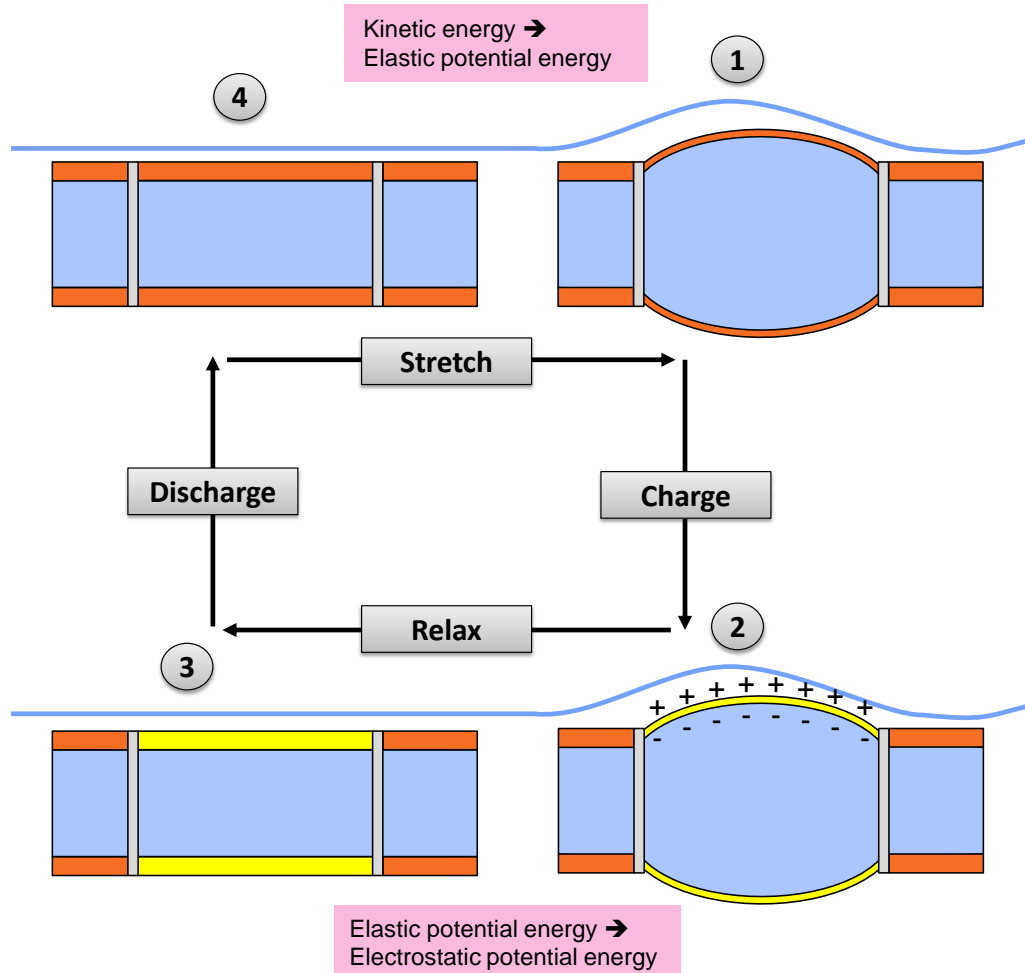 Kinetic energy ➔
Elastic potential energy
1
4
Stretch
Discharge
Charge
Relax
2
3
+ + + + + + + +
- - - - - - - -
Elastic potential energy ➔
Electrostatic potential energy